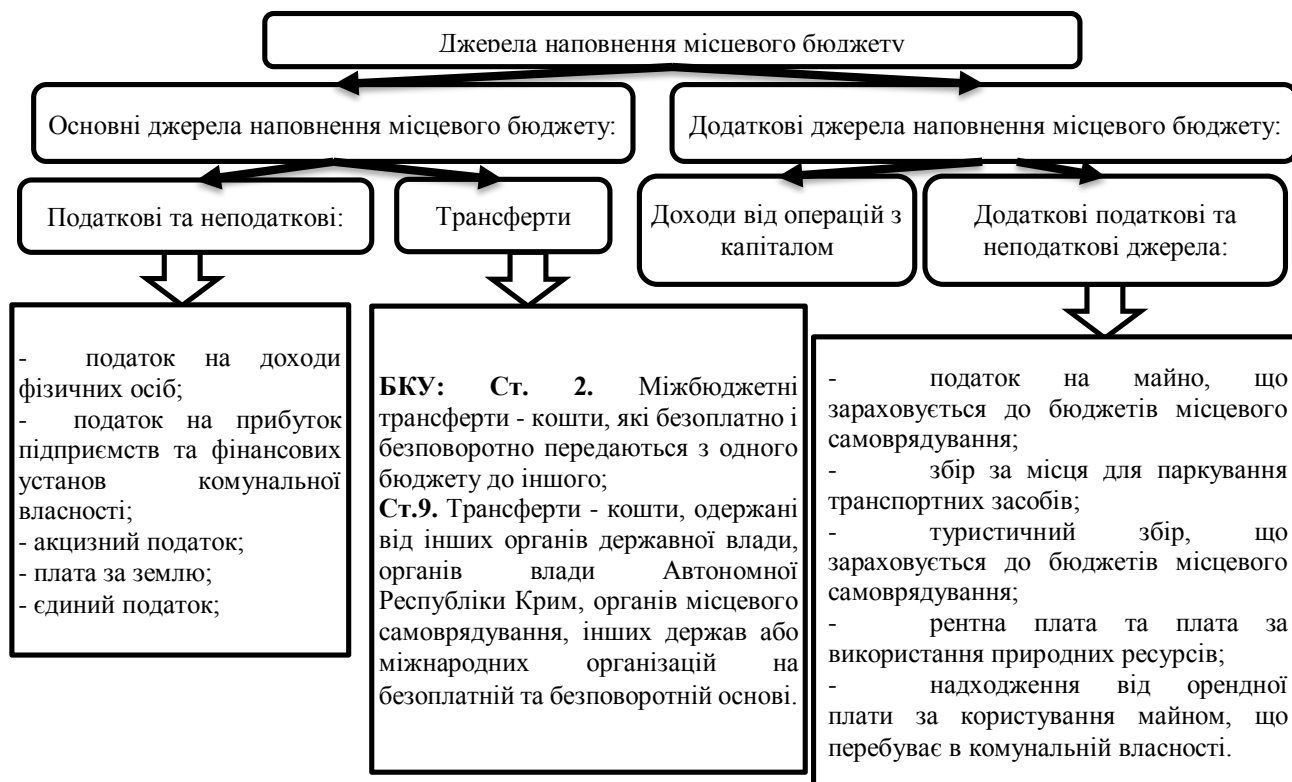 Джерела наповнення місцевого бюджету
Основні джерела наповнення місцевого бюджету:
Додаткові джерела наповнення місцевого бюджету:
Податкові та неподаткові:
Трансферти
Доходи від операцій з
капіталом
Додаткові податкові та
неподаткові джерела:
- податок на доходи
фізичних осіб;
- податок на прибуток
підприємств та фінансових
установ комунальної
власності;
- акцизний податок;
- плата за землю;
- єдиний податок;
БКУ: Ст. 2. Міжбюджетні
трансферти - кошти, які безоплатно і
безповоротно передаються з одного
бюджету до іншого;
Ст.9. Трансферти - кошти, одержані
від інших органів державної влади,
органів влади Автономної
Республіки Крим, органів місцевого
самоврядування, інших держав або
міжнародних організацій на
безоплатній та безповоротній основі.
- податок на майно, що
зараховується до бюджетів місцевого
самоврядування;
- збір за місця для паркування
транспортних засобів;
- туристичний збір, що
зараховується до бюджетів місцевого
самоврядування;
- рентна плата та плата за
використання природних ресурсів;
- надходження від орендної
плати за користування майном, що
перебуває в комунальній власності.